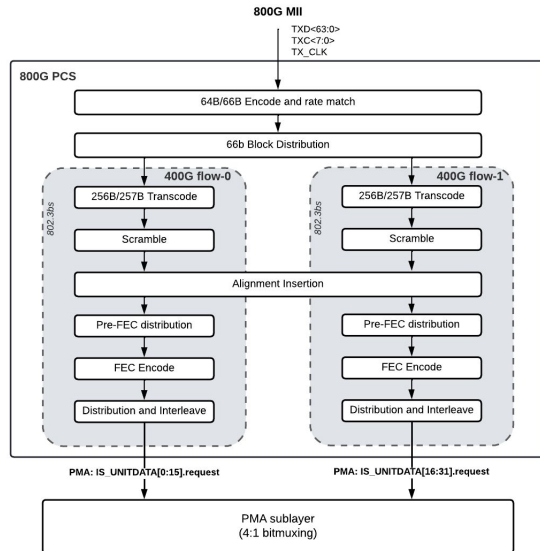 800G MII
TXD<63:0>
TXC<7:0>
TX_CLK
800G PCS
64B/66B Encode and rate match
66b Block Distribution
400G flow-0
400G flow-1
802.3bs
256B/257B Transcode
802.3bs
256B/257B Transcode
Scramble
Scramble
Alignment Insertion
Pre-FEC distribution
Pre-FEC distribution
FEC Encode
FEC Encode
Distribution and Interleave
Distribution and Interleave
PMA: IS_UNITDATA[0:15].request
PMA: IS_UNITDATA[16:31].request
PMA sublayer
(4:1 bitmuxing)